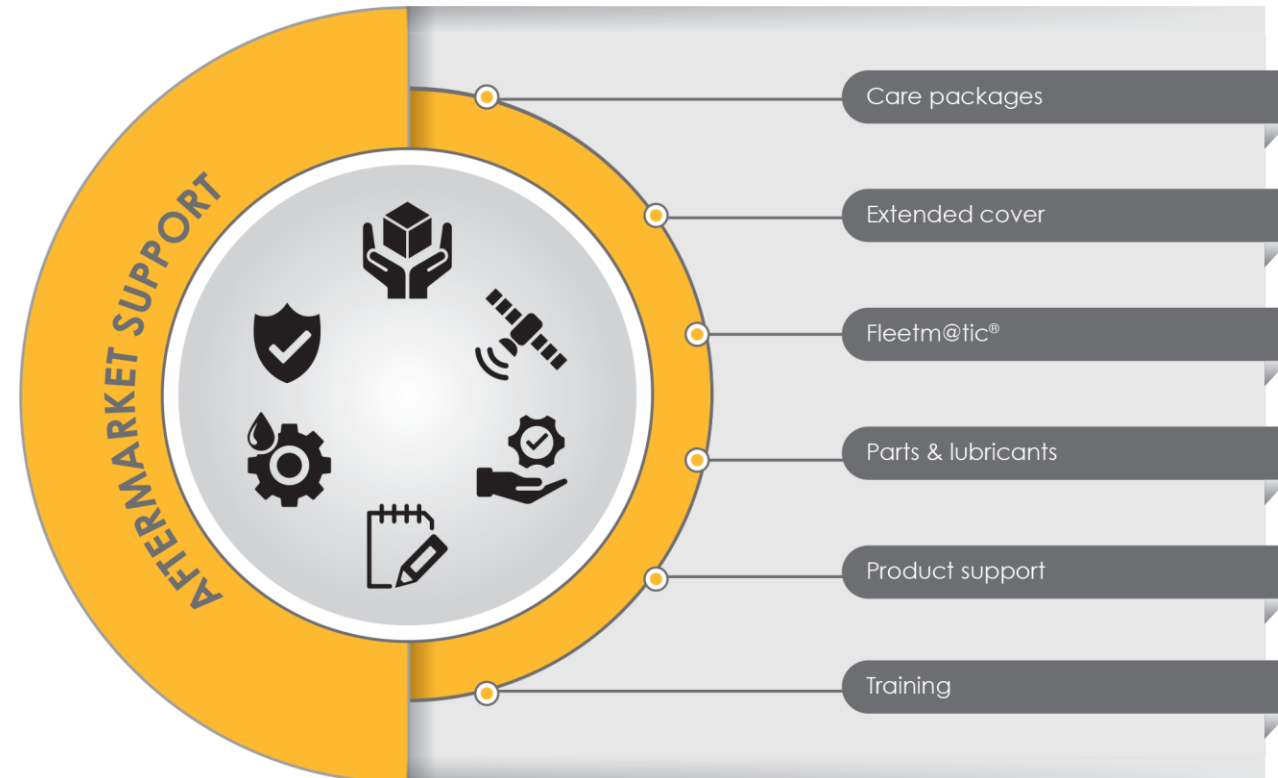 AFTERMARKET SUPPORT
Care packages
Extended cover
Fleetm@tic®
Parts & lubricants
Product support
Training